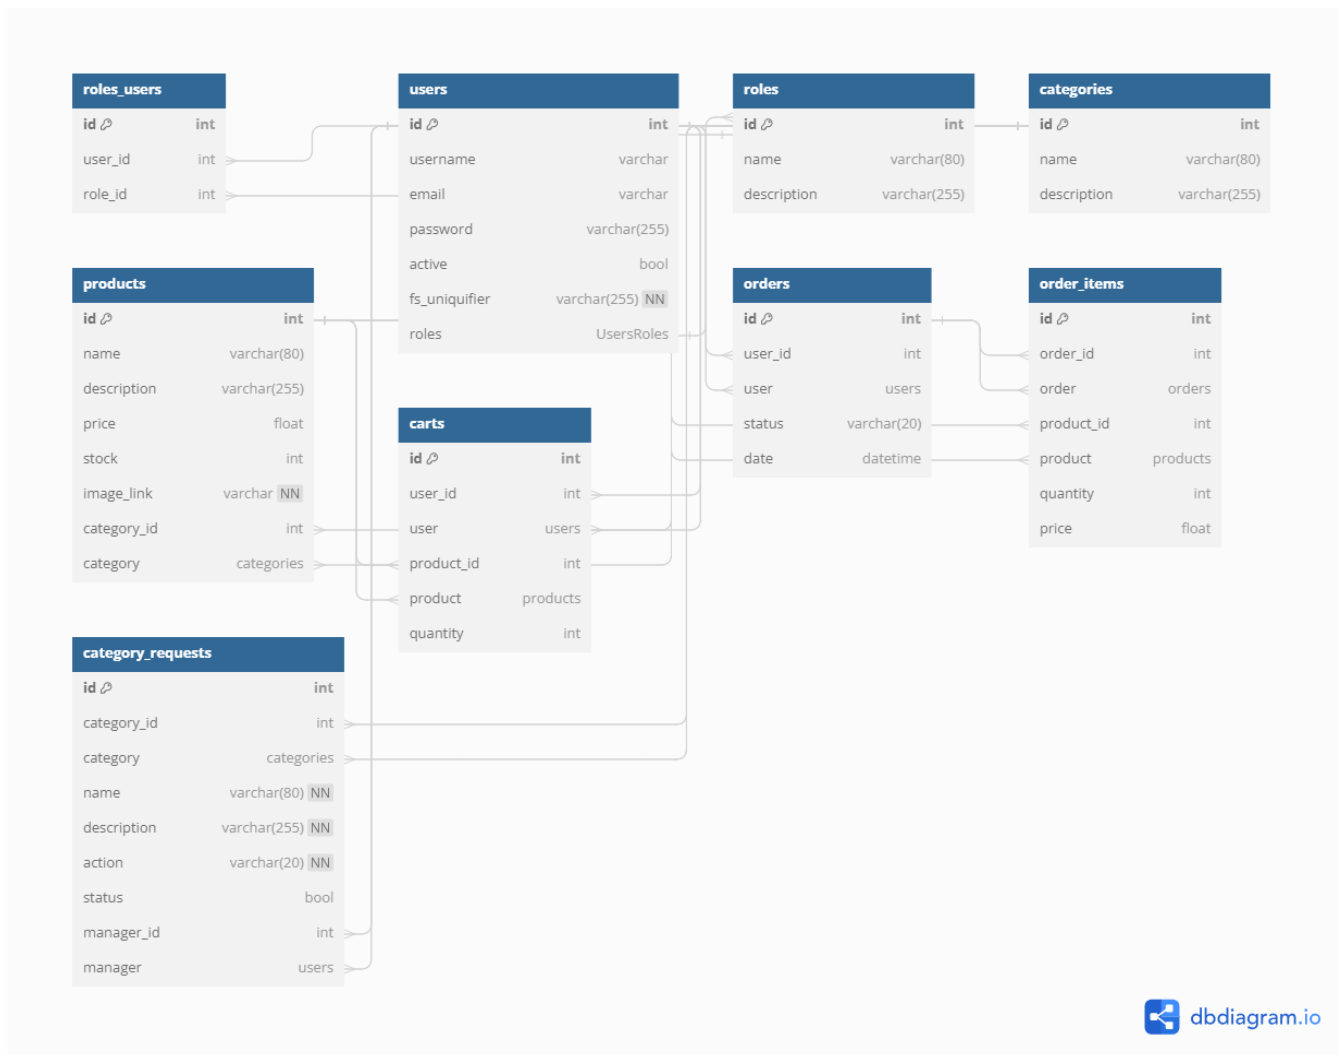 roles_users
id int
user_id int
role_id int
users
id int
username varchar
email varchar
password varchar(255)
active bool
fs_uniquifier varchar(255) NN
roles UsersRoles
roles
id int
name varchar(80)
description varchar(255)
categories
id int
name varchar(80)
description varchar(255)
products
id int
name varchar(80)
description varchar(255)
price float
stock int
image_link varchar NN
category_id int
category categories
carts
id int
user_id int
user users
product_id int
product products
quantity int
orders
id int
user_id int
user users
status varchar(20)
date datetime
order_items
id int
order_id int
order orders
product_id int
product products
quantity int
price float
category_requests
id int
category_id int
category categories
name varchar(80) NN
description varchar(255) NN
action varchar(20) NN
status bool
manager_id int
manager users
dbdiagram.io